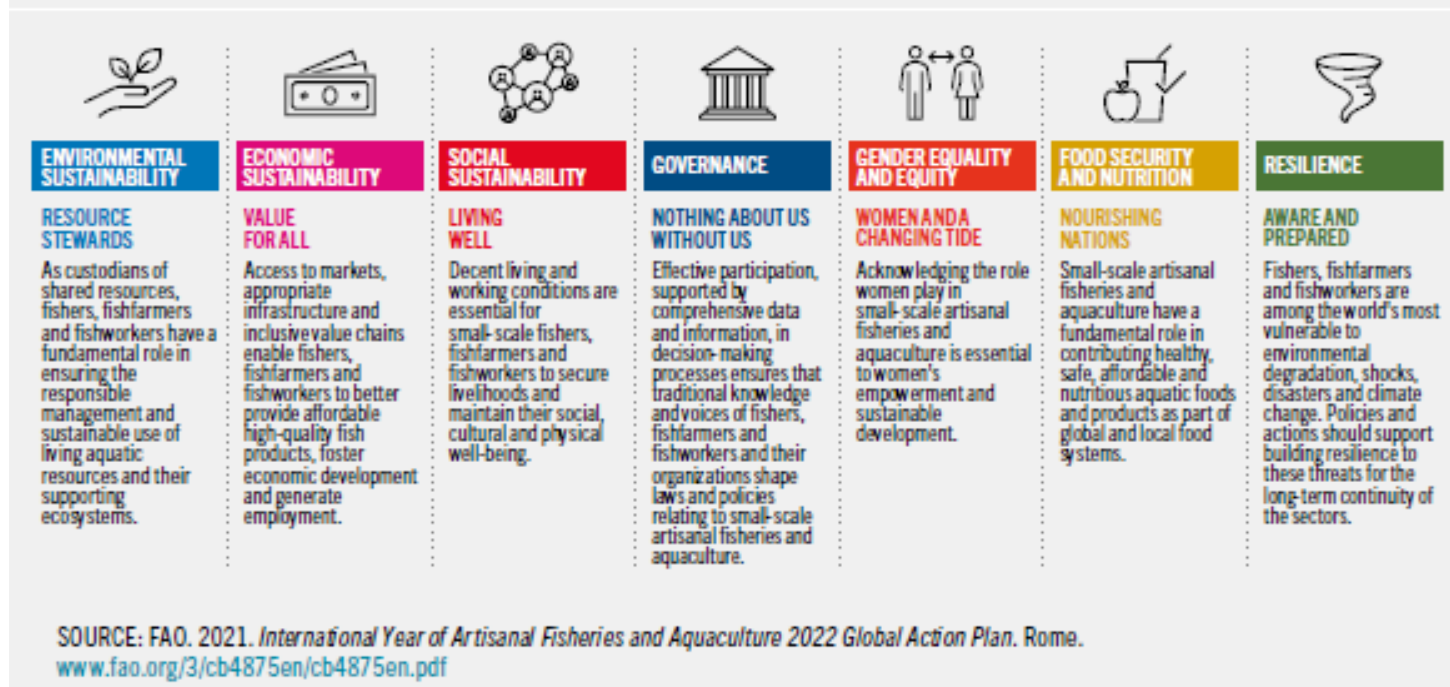 ENVIRONMENTAL
SUSTAINABILITY
RESOURCE
STEWARDS
As custodians of
shared resources,
fishers, fishfarmers
and fishworkers have a
fundamental role in
ensuring the
responsible
management and
sustainable use of
living aquatic
resources and their
supporting
ecosystems.
ECONOMIC
SUSTAINABILITY
VALUE
FOR ALL
Access to markets,
appropriate
infrastructure and
inclusive value chains
enable fishers,
fishfarmers and
fishworkers to better
provide affordable
high-quality fish
products, foster
economic development
and generate
employment.
SOCIAL
SUSTAINABILITY
LIVING
WELL
Decent living and
working conditions are
essential for
small-scale fishers,
fishfarmers and
fishworkers to secure
livelihoods and
maintain their social,
cultural and physical
well-being.
GOVERNANCE
NOTHING ABOUT US
WITHOUT US
Effective participation,
supported by
comprehensive data
and information, in
decision-making
processes ensures that
traditional knowledge
and voices of fishers,
fishfarmers and
fishworkers and their
organizations shape
laws and policies
relating to small-scale
artisanal fisheries and
aquaculture.
GENDER EQUALITY
AND EQUITY
WOMEN AND A
CHANGING TIDE
Acknowledging the role
women play in
small-scale artisanal
fisheries and
aquaculture is essential
to women's
empowerment and
sustainable
development.
FOOD SECURITY
AND NUTRITION
NOURISHING
NATIONS
Small-scale artisanal
fisheries and
aquaculture have a
fundamental role in
contributing healthy,
safe, affordable and
nutritious aquatic foods
and products as part of
global and local food
systems.
RESILIENCE
AWARE AND
PREPARED
Fishers, fishfarmers
and fishworkers are
among the world's most
vulnerable to
environmental
degradation, shocks,
disasters and climate
change. Policies and
actions should support
building resilience to
these threats for the
long-term continuity of
the sectors.
SOURCE: FAO. 2021. International Year of Artisanal Fisheries and Aquaculture 2022 Global Action Plan. Rome.
www.fao.org/3/cb4875en/cb4875en.pdf